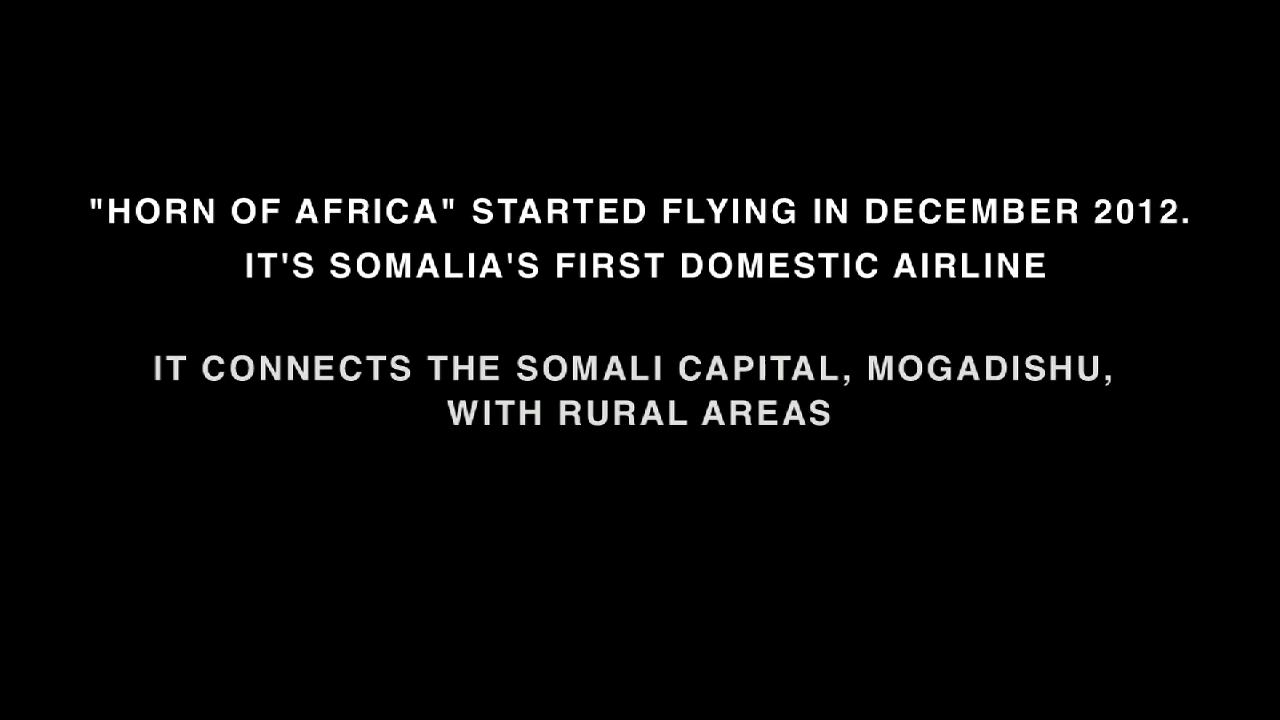 "HORN OF AFRICA" STARTED FLYING IN DECEMBER 2012.
IT'S SOMALIA'S FIRST DOMESTIC AIRLINE
IT CONNECTS THE SOMALI CAPITAL, MOGADISHU,
WITH RURAL AREAS